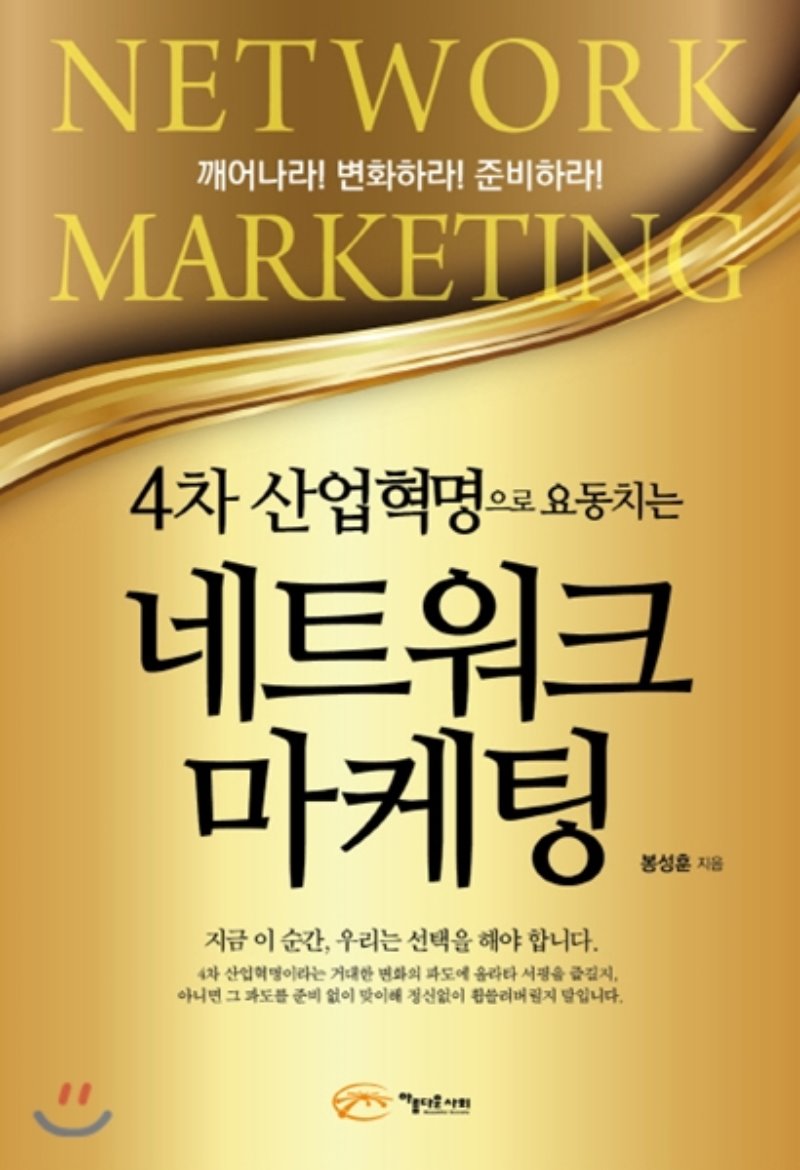 NETWORK
깨어나라! 변화하라! 준비하라!
MARKETING
4차 산업혁명으로 요동치는
네트워크
마케팅
봉성훈 지음
지금 이 순간, 우리는 선택을 해야 합니다.
4차 산업혁명이라는 거대한 변화의 파도에 올라타 서핑을 즐길지,
아니면 그 파도를 준비 없이 맞이해 정신없이 휩쓸려버릴지 말입니다.
아름다운사회